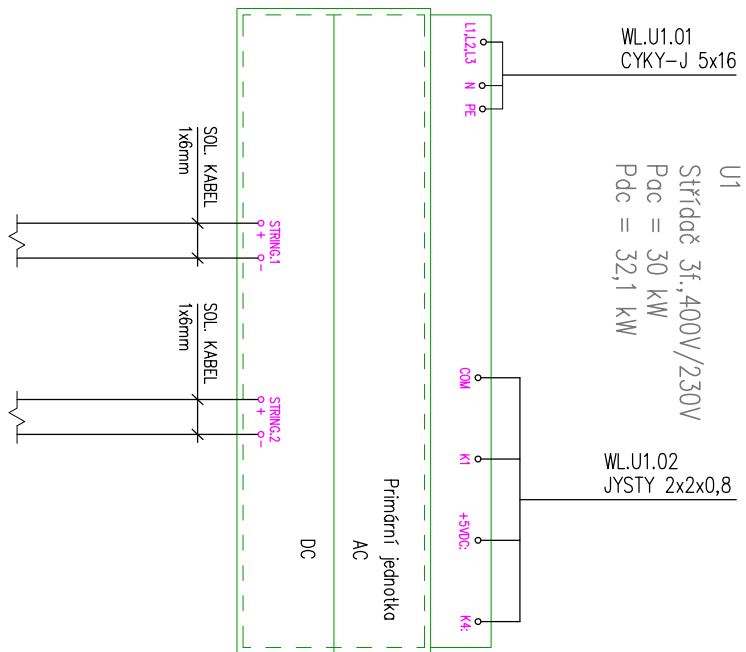 WL.U1.01
CYKY-J 5x16
L1,L2,L3
N
PE
U1
Střídač 3f.,400V/230V
Pac = 30 kW
Pdc = 32,1 kW
SOL. KABEL
1x6mm
STRING.1
+
-
SOL. KABEL
1x6mm
STRING.2
+
-
COM
K1
+5VDC:
K4:
WL.U1.02
JYSTY 2x2x0,8
Primární jednotka
AC
DC